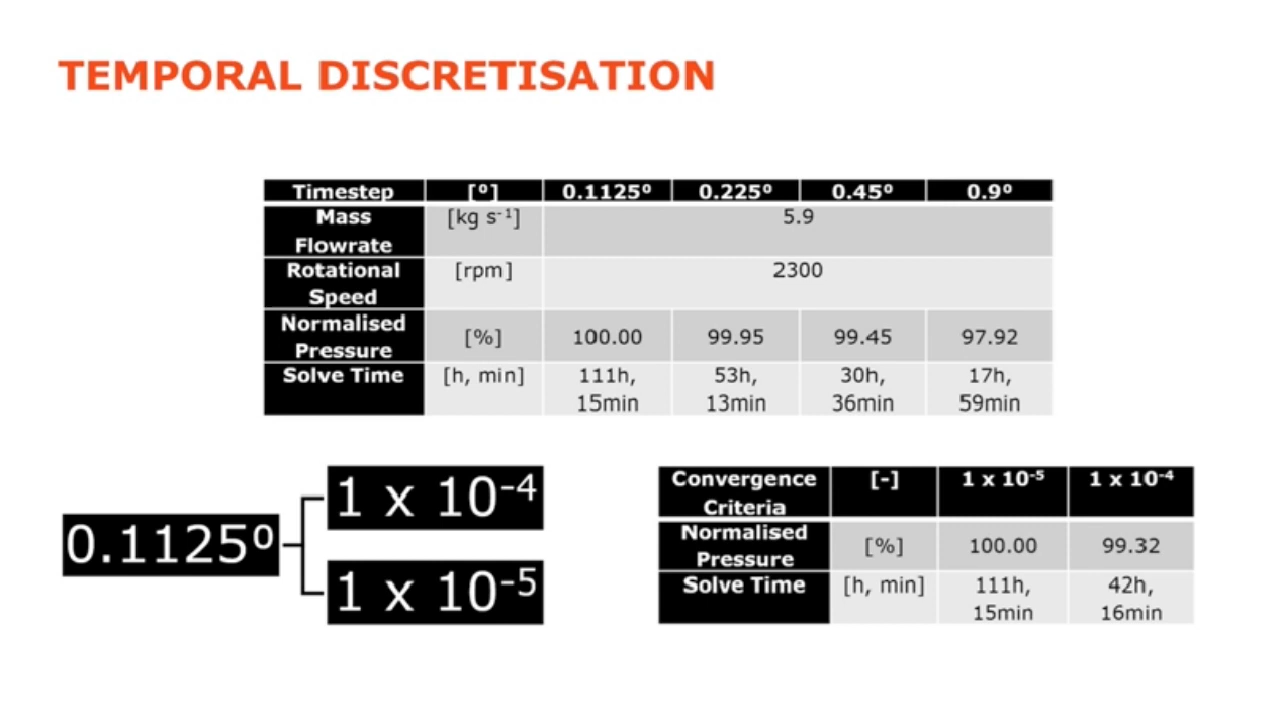 TEMPORAL DISCRETISATION
Timestep [º] 0.1125º 0.225º 0.45º 0.9º
Mass [kg s⁻¹] 5.9
Flowrate
Rotational [rpm] 2300
Speed
Normalised
Pressure [%] 100.00 99.95 99.45 97.92
Solve Time [h, min] 111h, 53h, 30h, 17h,
15min 13min 36min 59min
0.1125º
1 x 10⁻⁴
1 x 10⁻⁵
Convergence [-] 1 x 10⁻⁵ 1 x 10⁻⁴
Criteria
Normalised
Pressure [%] 100.00 99.32
Solve Time [h, min] 111h, 42h,
15min 16min